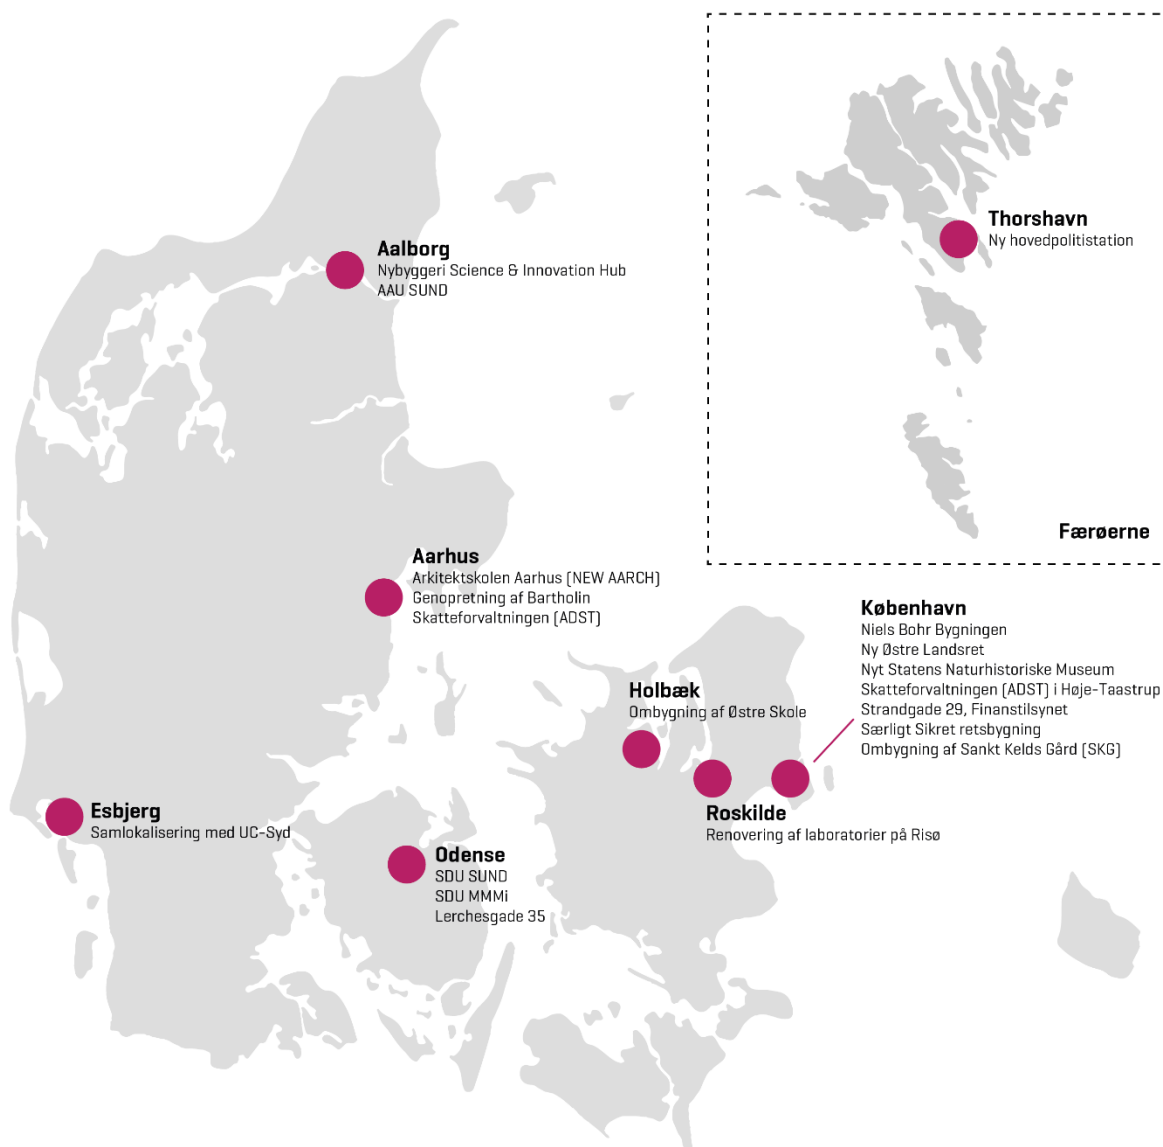 Aalborg
Nybyggeri Science & Innovation Hub
AAU SUND
Thorshavn
Ny hovedpolitistation
Færøerne
Aarhus
Arkitektskolen Aarhus (NEW AARCH)
Genopretning af Bartholin
Skatteforvaltningen (ADST)
København
Niels Bohr Bygningen
Ny Østre Landsret
Nyt Statens Naturhistoriske Museum
Skatteforvaltningen (ADST) i Høje-Taastrup
Strandgade 29, Finanstilsynet
Særligt Sikret retsbygning
Ombygning af Sankt Kelds Gård (SKG)
Holbæk
Ombygning af Østre Skole
Roskilde
Renovering af laboratorier på Risø
Esbjerg
Samlokalisering med UC-Syd
Odense
SDU SUND
SDU MMMi
Lerchesgade 35